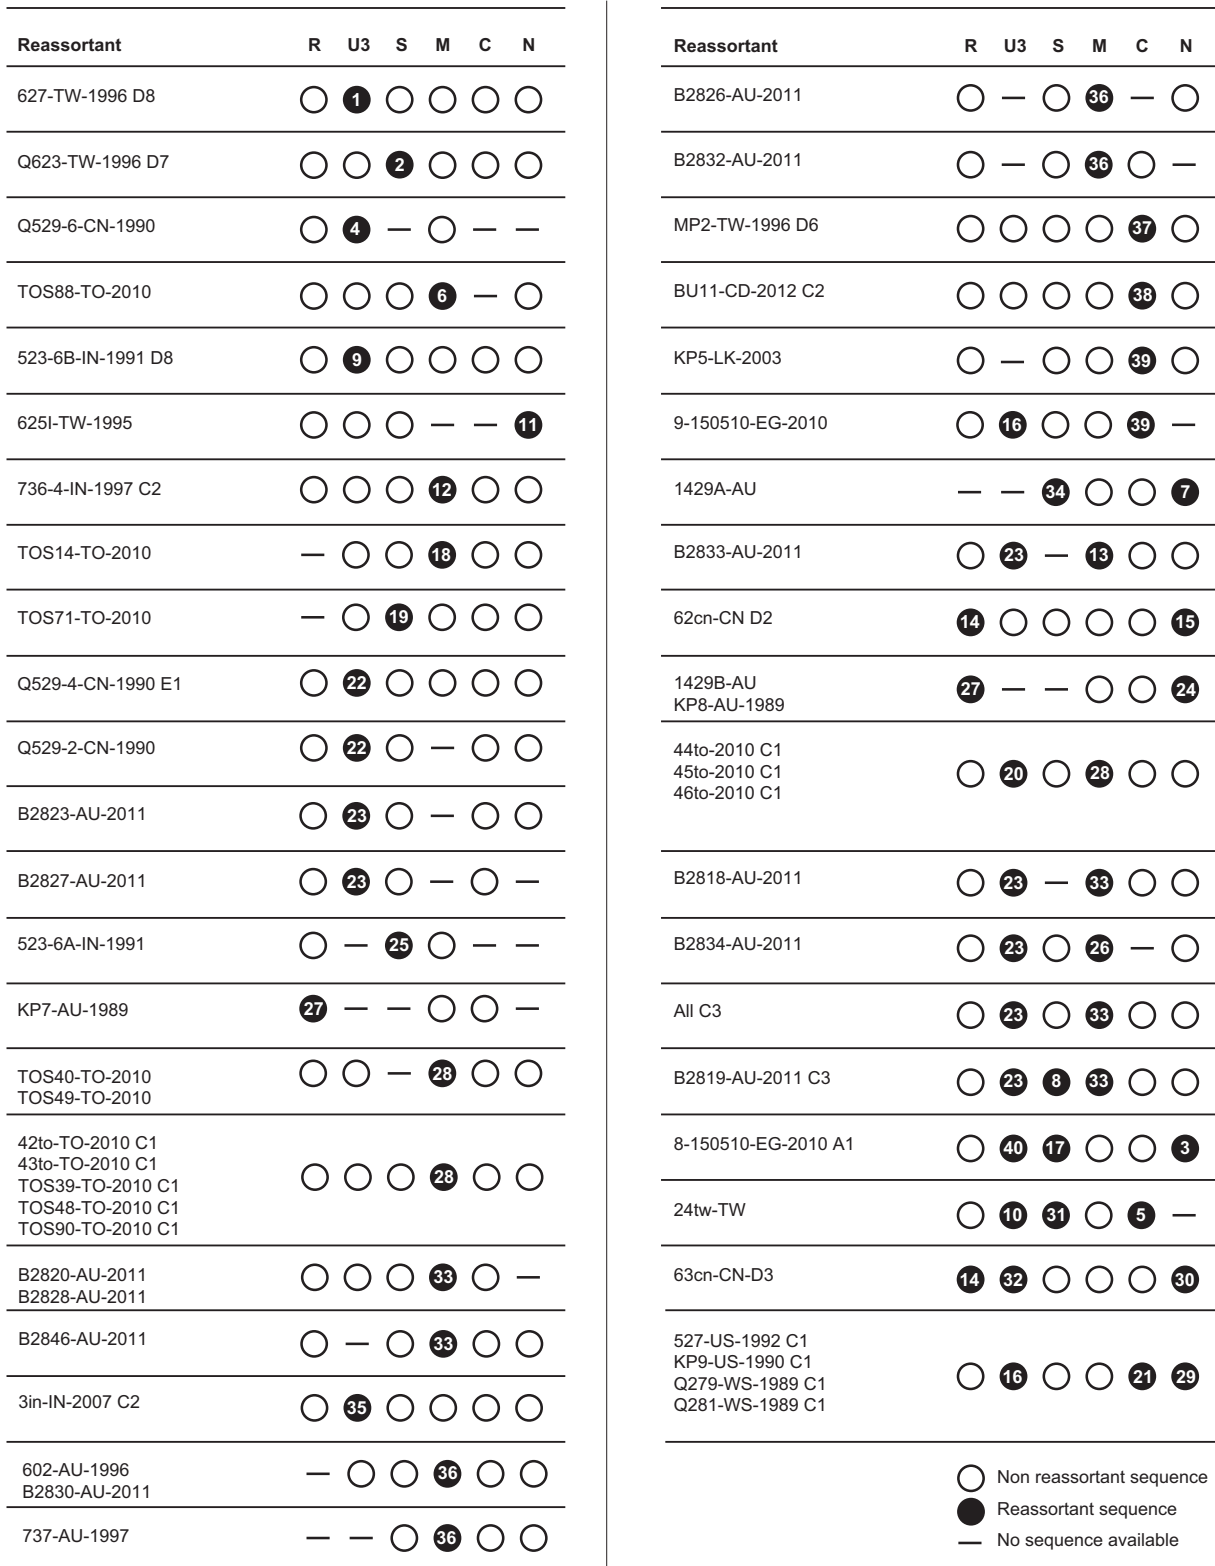 Reassortant R U3 S M C N
627-TW-1996 D8 1
Q623-TW-1996 D7 2
Q529-6-CN-1990 4 — — —
TOS88-TO-2010 6 —
523-6B-IN-1991 D8 9
625I-TW-1995 — — 11
736-4-IN-1997 C2 12
TOS14-TO-2010 — 18
TOS71-TO-2010 — 19
Q529-4-CN-1990 E1 22
Q529-2-CN-1990 22 —
B2823-AU-2011 23 —
B2827-AU-2011 23 — —
523-6A-IN-1991 — 25 — —
KP7-AU-1989 27 — — —
TOS40-TO-2010 — 28
TOS49-TO-2010
42to-TO-2010 C1
43to-TO-2010 C1
TOS39-TO-2010 C1 28
TOS48-TO-2010 C1
TOS90-TO-2010 C1
B2820-AU-2011 33 —
B2828-AU-2011
B2846-AU-2011 — 33
3in-IN-2007 C2 35
602-AU-1996 — 36
B2830-AU-2011
737-AU-1997 — — 36
Reassortant R U3 S M C N
B2826-AU-2011 — 36 —
B2832-AU-2011 — 36 —
MP2-TW-1996 D6 37
BU11-CD-2012 C2 38
KP5-LK-2003 — 39
9-150510-EG-2010 16 39 —
1429A-AU — — 34 7
B2833-AU-2011 23 — 13
62cn-CN D2 14 15
1429B-AU 27 — — 24
KP8-AU-1989
44to-2010 C1
45to-2010 C1 20 28
46to-2010 C1
B2818-AU-2011 23 — 33
B2834-AU-2011 23 26 —
All C3 23 33
B2819-AU-2011 C3 23 8 33
8-150510-EG-2010 A1 40 17 3
24tw-TW 10 31 5 —
63cn-CN-D3 14 32 30
527-US-1992 C1
KP9-US-1990 C1
Q279-WS-1989 C1 16 21 29
Q281-WS-1989 C1
Non reassortant sequence
Reassortant sequence
— No sequence available